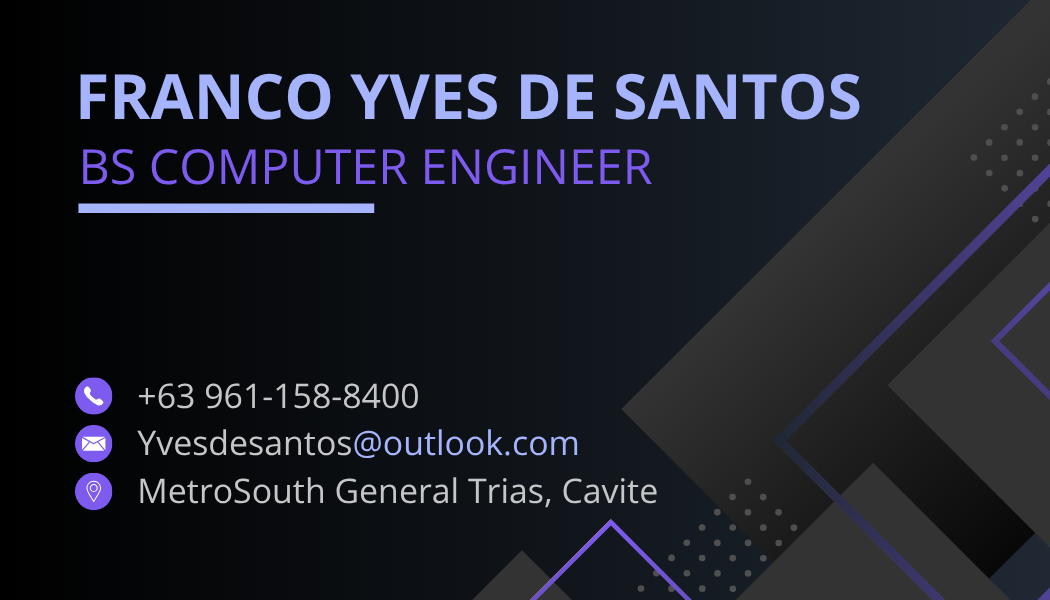 FRANCO YVES DE SANTOS
BS COMPUTER ENGINEER
+63 961-158-8400
Yvesdesantos@outlook.com
MetroSouth General Trias, Cavite